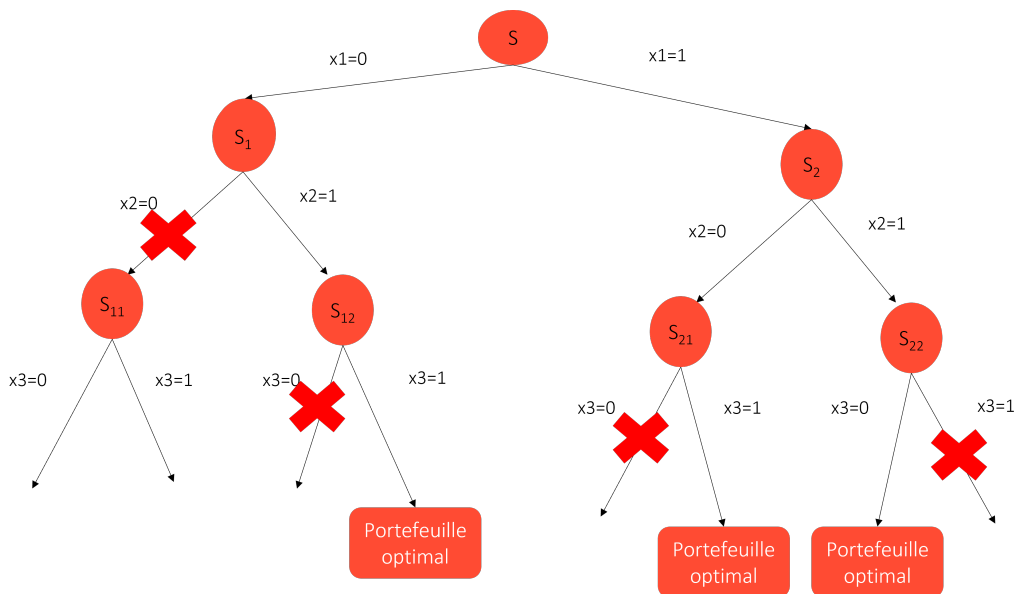 S
x1=0
x1=1
S₁
S₂
x2=0
x2=1
x2=0
x2=1
S₁₁
S₁₂
S₂₁
S₂₂
x3=0
x3=1
x3=0
x3=1
x3=0
x3=1
x3=0
x3=1
Portefeuille
optimal
Portefeuille
optimal
Portefeuille
optimal